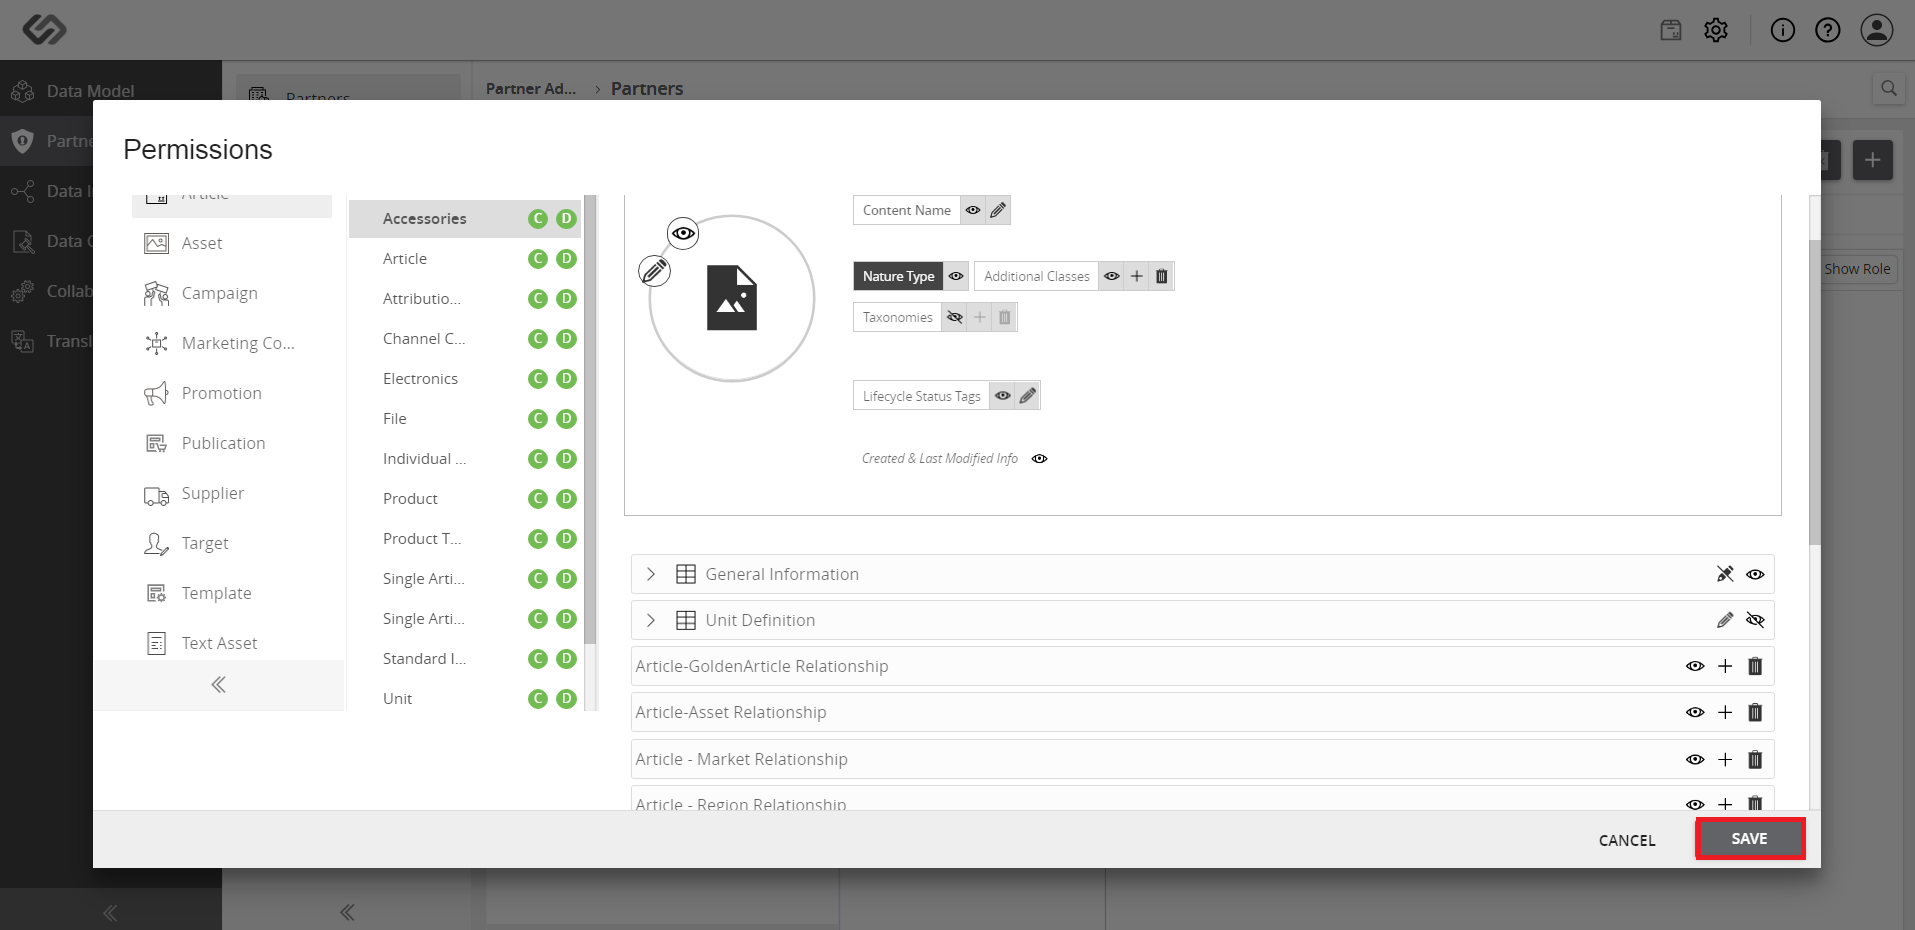 Data Model
Partne
Data I
Data
Collab
Transl
Partners
Partner Ad... > Partners
Show Role
Permissions
Article
Asset
Campaign
Marketing Co...
Promotion
Publication
Supplier
Target
Template
Text Asset
Accessories C D
Article C D
Attributio... C D
Channel C... C D
Electronics C D
File C D
Individual ... C D
Product C D
Product T... C D
Single Arti... C D
Single Arti... C D
Standard I... C D
Unit C D
Content Name
Nature Type Additional Classes
Taxonomies
Lifecycle Status Tags
Created & Last Modified Info
General Information
Unit Definition
Article-GoldenArticle Relationship
Article-Asset Relationship
Article - Market Relationship
Article - Region Relationship
CANCEL SAVE